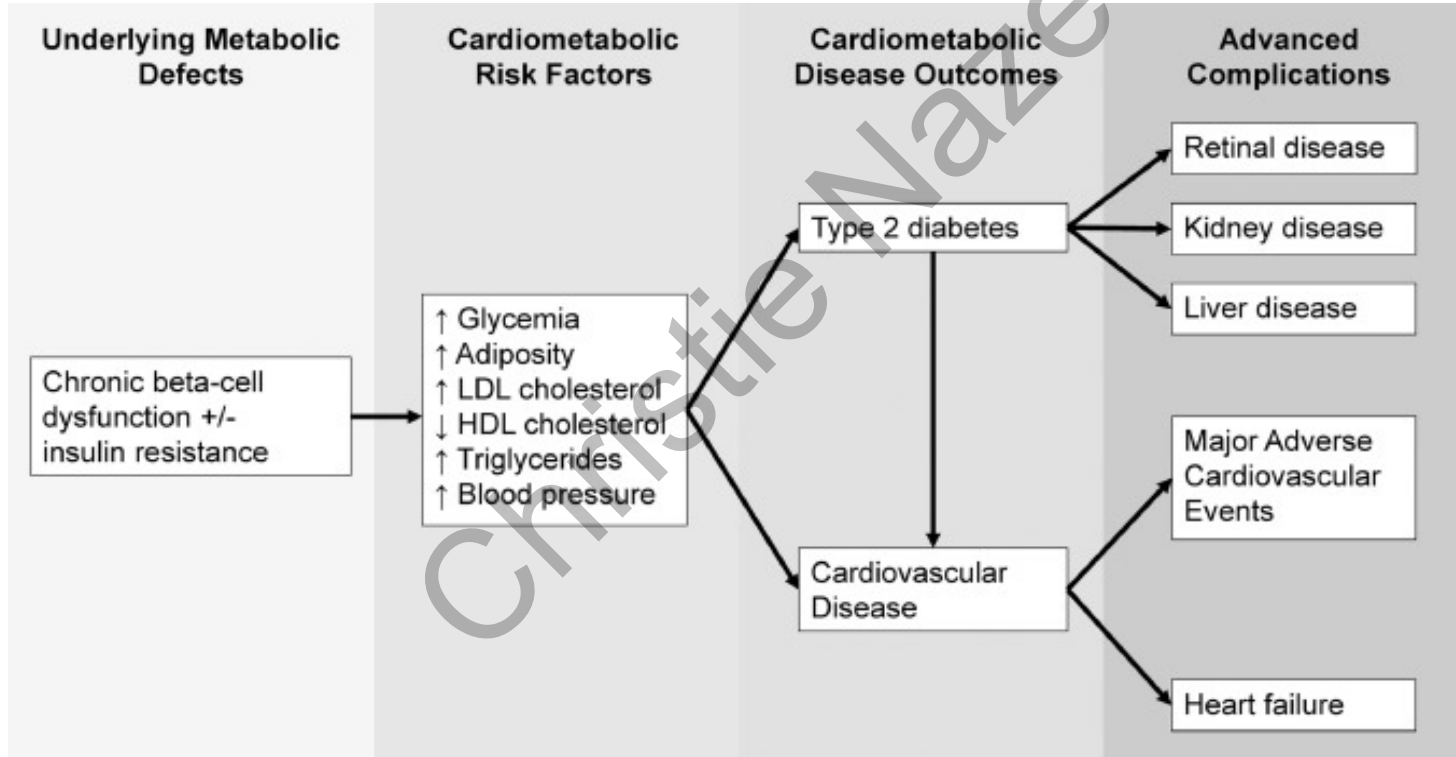 Underlying Metabolic
Defects
Cardiometabolic
Risk Factors
Cardiometabolic
Disease Outcomes
Advanced
Complications
Chronic beta-cell
dysfunction +/-
insulin resistance
↑ Glycemia
↑ Adiposity
↑ LDL cholesterol
↓ HDL cholesterol
↑ Triglycerides
↑ Blood pressure
Type 2 diabetes
Cardiovascular
Disease
Retinal disease
Kidney disease
Liver disease
Major Adverse
Cardiovascular
Events
Heart failure
Christie Naze